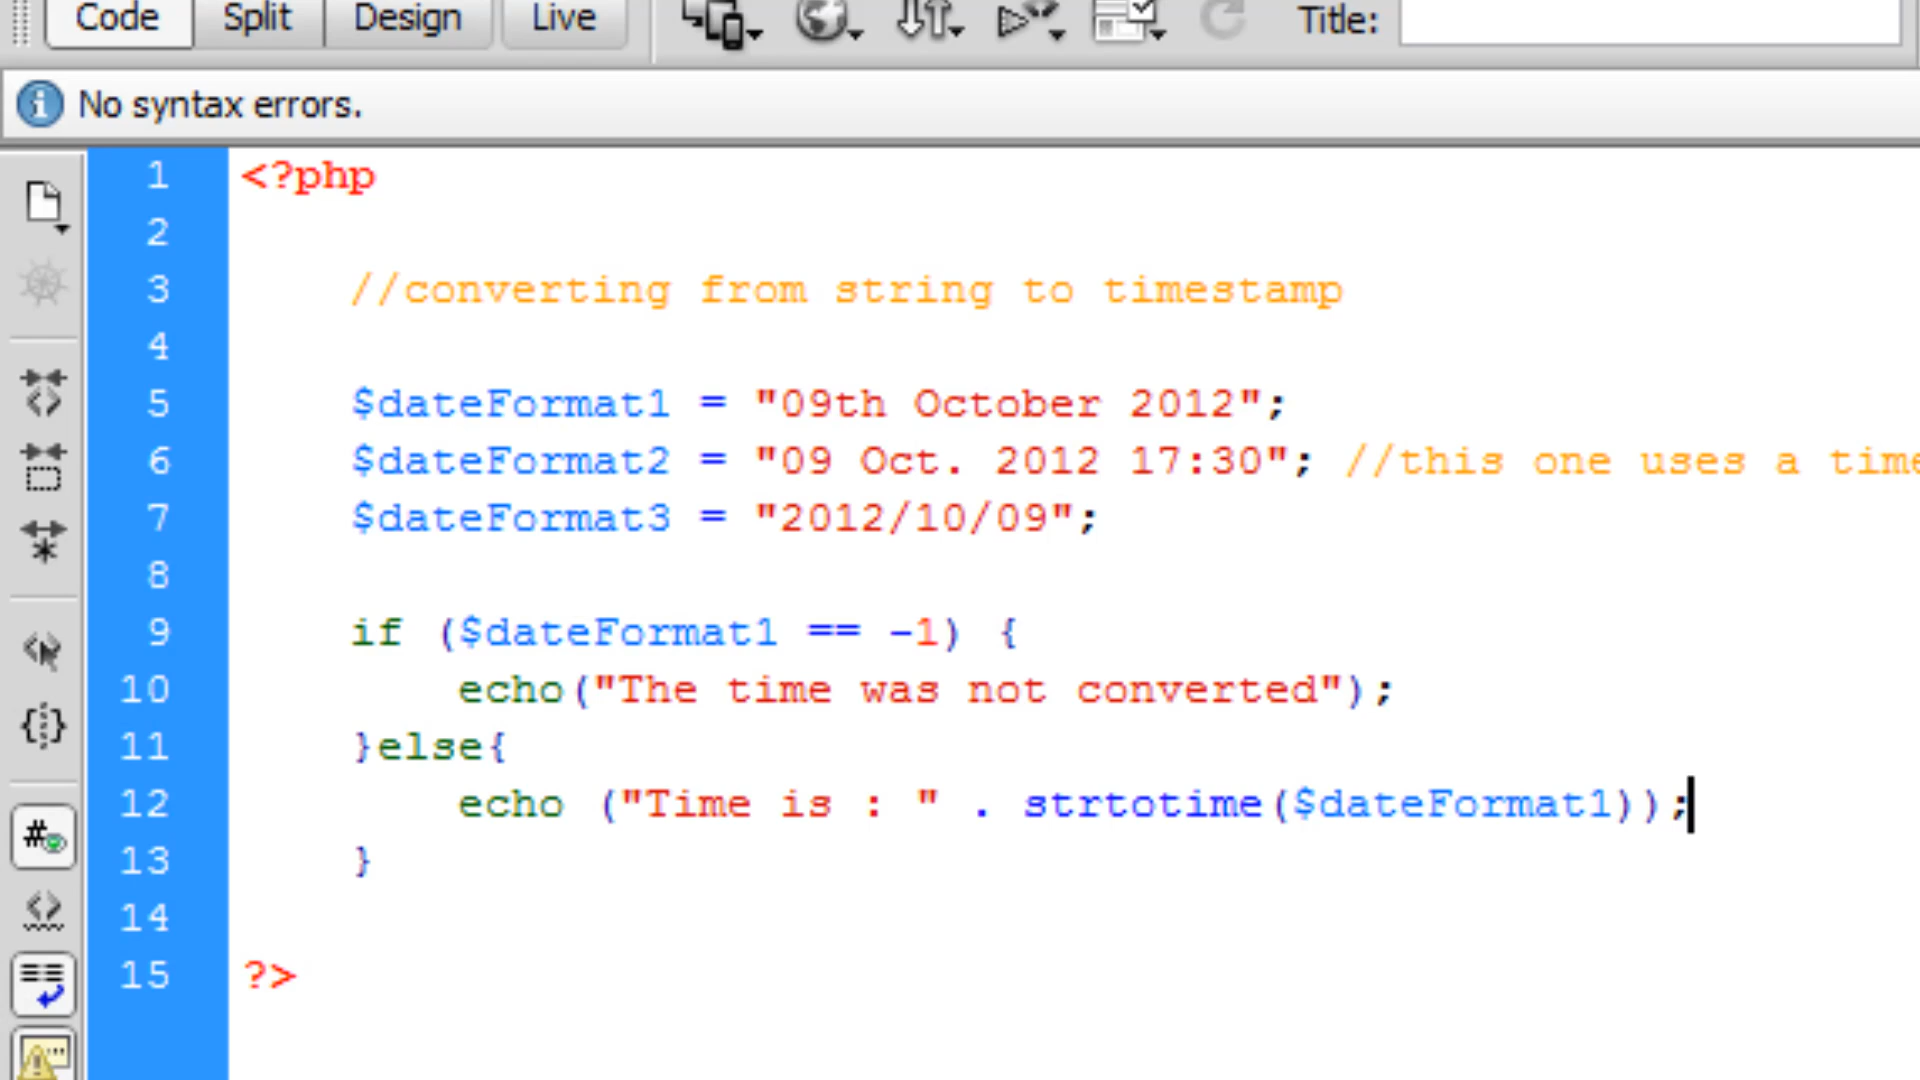 Code Split Design Live Title:
No syntax errors.
1 <?php
2
3 //converting from string to timestamp
4
5 $dateFormat1 = "09th October 2012";
6 $dateFormat2 = "09 Oct. 2012 17:30"; //this one uses a time
7 $dateFormat3 = "2012/10/09";
8
9 if ($dateFormat1 == -1) {
10 echo("The time was not converted");
11 }else{
12 echo ("Time is : " . strtotime($dateFormat1));
13 }
14
15 ?>